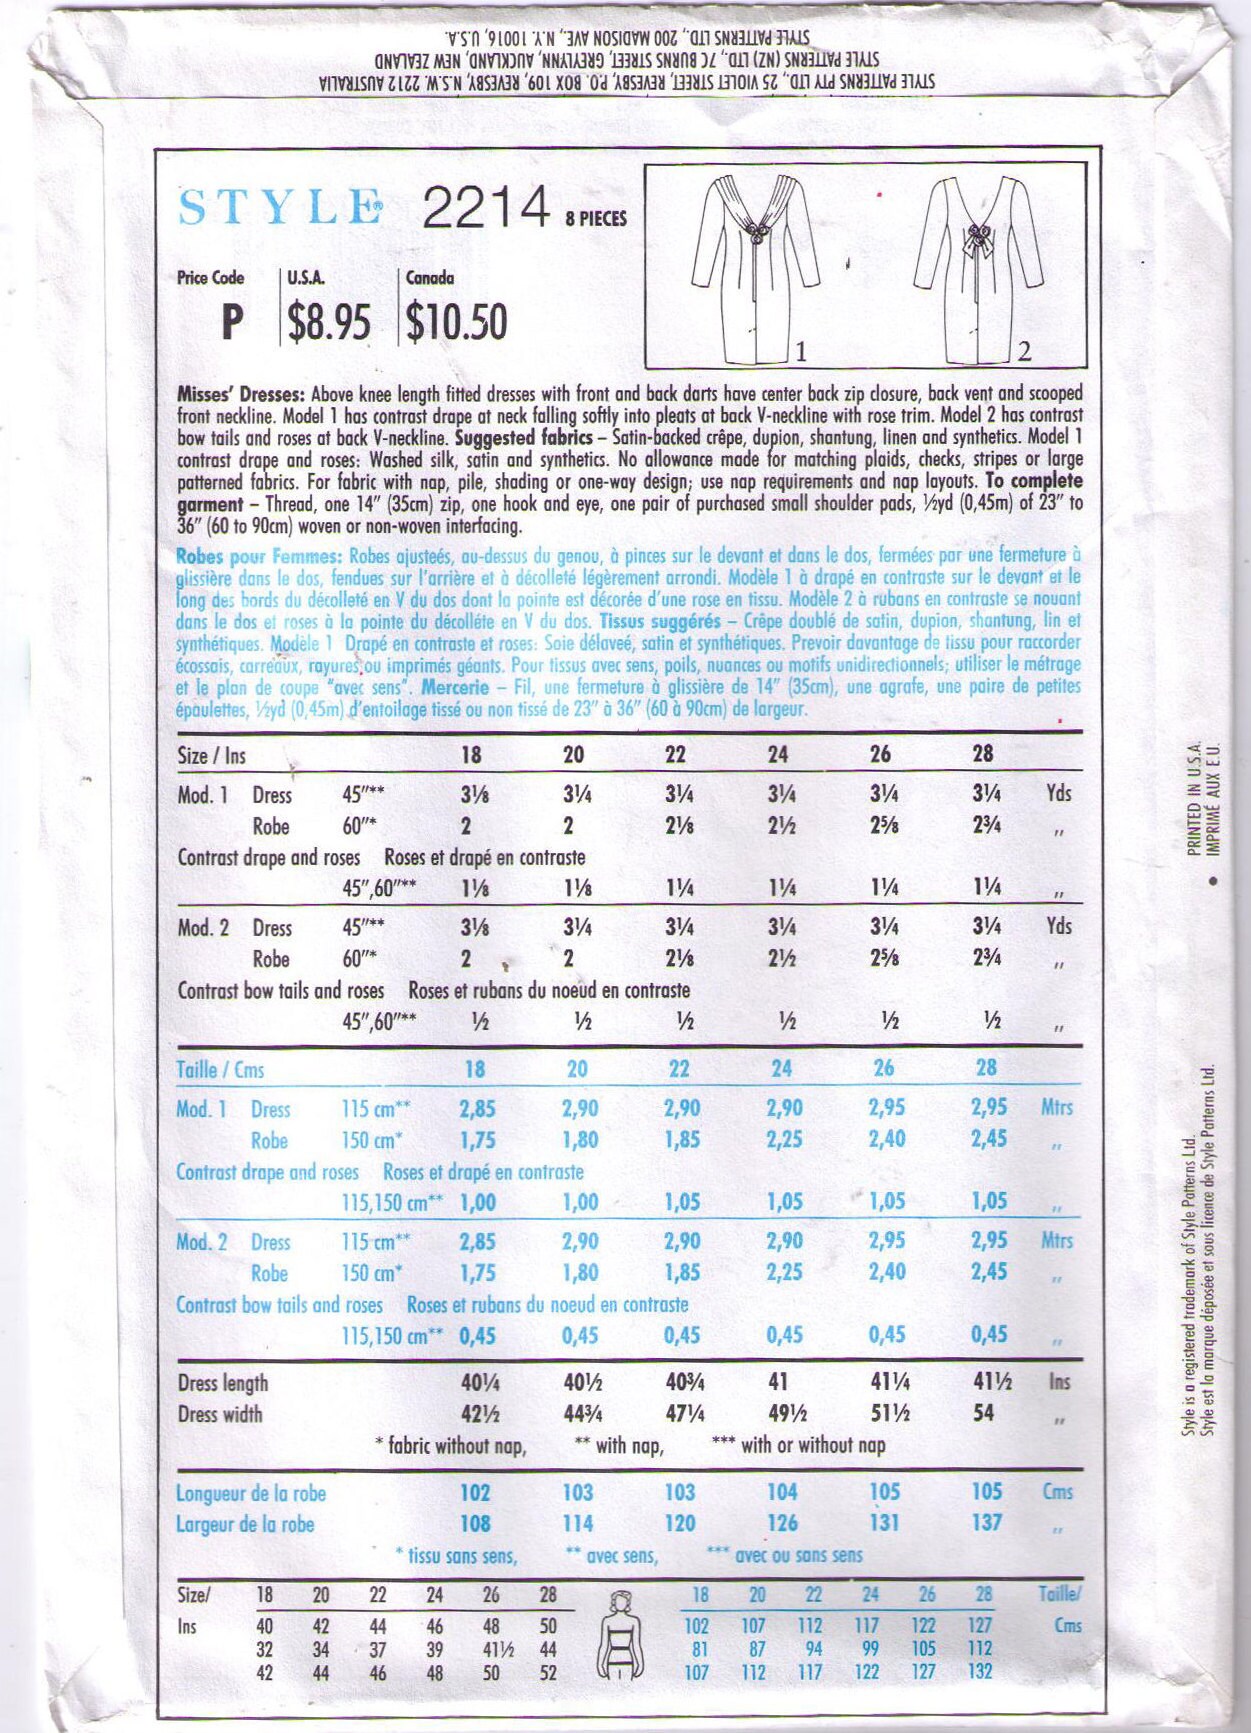 STYLE PATTERNS PTY LTD., 25 VIOLET STREET, REVESBY, P.O. BOX 109, REVESBY, N.S.W. 2212 AUSTRALIA
STYLE PATTERNS (NZ) LTD., 7C BURNS STREET, GREYLYNN, AUCKLAND, NEW ZEALAND
STYLE PATTERNS LTD., 200 MADISON AVE., N.Y. 10016, U.S.A.
STYLE® 2214 8 PIECES
Price Code U.S.A. Canada
P $8.95 $10.50
1 2
Misses' Dresses: Above knee length fitted dresses with front and back darts have center back zip closure, back vent and scooped
front neckline. Model 1 has contrast drape at neck falling softly into pleats at back V-neckline with rose trim. Model 2 has contrast
bow tails and roses at back V-neckline. Suggested fabrics – Satin-backed crêpe, dupion, shantung, linen and synthetics. Model 1
contrast drape and roses: Washed silk, satin and synthetics. No allowance made for matching plaids, checks, stripes or large
patterned fabrics. For fabric with nap, pile, shading or one-way design; use nap requirements and nap layouts. To complete
garment – Thread, one 14" (35cm) zip, one hook and eye, one pair of purchased small shoulder pads, ½yd (0,45m) of 23" to
36" (60 to 90cm) woven or non-woven interfacing.
Robes pour Femmes: Robes ajusteés, au-dessus du genou, à pinces sur le devant et dans le dos, fermées par une fermeture à
glissière dans le dos, fendues sur l'arrière et à décolleté légèrement arrondi. Modèle 1 à drapé en contraste sur le devant et le
long des bords du décolleté en V du dos dont la pointe est décorée d'une rose en tissu. Modèle 2 à rubans en contraste se nouant
dans le dos et roses à la pointe du décolléte en V du dos. Tissus suggérés – Crêpe doublé de satin, dupion, shantung, lin et
synthétiques. Modèle 1 Drapé en contraste et roses: Soie délaveé, satin et synthétiques. Prevoir davantage de tissu pour raccorder
écossais, carreaux, rayures ou imprimés géants. Pour tissus avec sens, poils, nuances ou motifs unidirectionnels; utiliser le métrage
et le plan de coupe "avec sens". Mercerie – Fil, une fermeture à glissière de 14" (35cm), une agrafe, une paire de petites
épaulettes, ½yd (0,45m) d'entoilage tissé ou non tissé de 23" à 36" (60 à 90cm) de largeur.
Size / Ins 18 20 22 24 26 28
Mod. 1 Dress 45"** 3⅛ 3¼ 3¼ 3¼ 3¼ 3¼ Yds
Robe 60"* 2 2 2⅛ 2½ 2⅝ 2¾ ,,
Contrast drape and roses Roses et drapé en contraste
45",60"** 1⅛ 1⅛ 1¼ 1¼ 1¼ 1¼ ,,
Mod. 2 Dress 45"** 3⅛ 3¼ 3¼ 3¼ 3¼ 3¼ Yds
Robe 60"* 2 2 2⅛ 2½ 2⅝ 2¾ ,,
Contrast bow tails and roses Roses et rubans du noeud en contraste
45",60"** ½ ½ ½ ½ ½ ½ ,,
Taille / Cms 18 20 22 24 26 28
Mod. 1 Dress 115 cm** 2,85 2,90 2,90 2,90 2,95 2,95 Mtrs
Robe 150 cm* 1,75 1,80 1,85 2,25 2,40 2,45 ,,
Contrast drape and roses Roses et drapé en contraste
115,150 cm** 1,00 1,00 1,05 1,05 1,05 1,05 ,,
Mod. 2 Dress 115 cm** 2,85 2,90 2,90 2,90 2,95 2,95 Mtrs
Robe 150 cm* 1,75 1,80 1,85 2,25 2,40 2,45 ,,
Contrast bow tails and roses Roses et rubans du noeud en contraste
115,150 cm** 0,45 0,45 0,45 0,45 0,45 0,45 ,,
Dress length 40¼ 40½ 40¾ 41 41¼ 41½ Ins
Dress width 42½ 44¾ 47¼ 49½ 51½ 54 ,,
* fabric without nap, ** with nap, *** with or without nap
Longueur de la robe 102 103 103 104 105 105 Cms
Largeur de la robe 108 114 120 126 131 137 ,,
* tissu sans sens, ** avec sens, *** avec ou sans sens
Size/ 18 20 22 24 26 28 18 20 22 24 26 28 Taille/
Ins 40 42 44 46 48 50 102 107 112 117 122 127 Cms
32 34 37 39 41½ 44 81 87 94 99 105 112
42 44 46 48 50 52 107 112 117 122 127 132
PRINTED IN U.S.A.
IMPRIMÉ AUX E.U.
Style is a registered trademark of Style Patterns Ltd.
Style est la marque déposée et sous licence de Style Patterns Ltd.